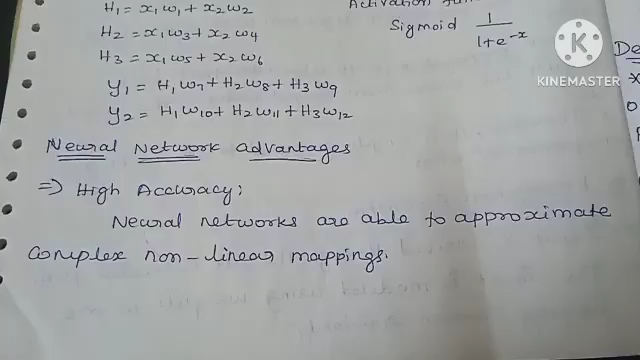 H₁ = x₁w₁ + x₂w₂
H₂ = x₁w₃ + x₂w₄
H₃ = x₁w₅ + x₂w₆
y₁ = H₁w₇ + H₂w₈ + H₃w₉
y₂ = H₁w₁₀ + H₂w₁₁ + H₃w₁₂
Sigmoid 1/(1+e^-x)
KINEMASTER
Neural Network advantages
⇒ High Accuracy:
Neural networks are able to approximate
complex non-linear mappings.